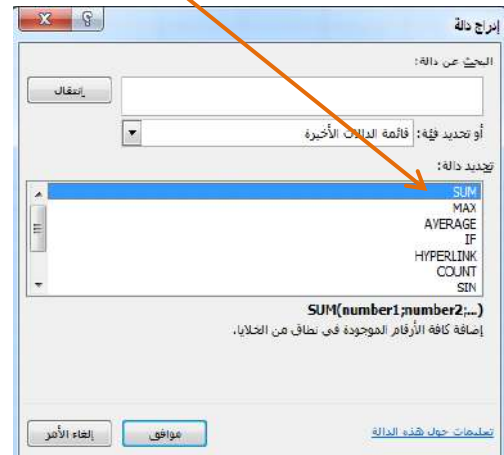 إدراج دالة
البحث عن دالة:
إنتقال
أو تحديد فئة: قائمة الدالات الأخيرة
تحديد دالة:
SUM
MAX
AVERAGE
IF
HYPERLINK
COUNT
SIN
SUM(number1;number2;...)
إضافة كافة الأرقام الموجودة في نطاق من الخلايا.
تعليمات حول هذه الدالة
موافق
إلغاء الأمر